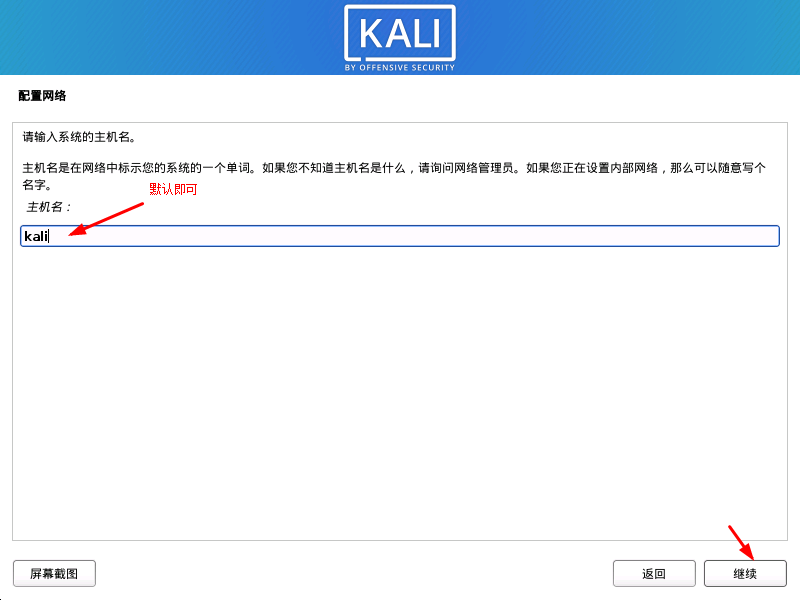 KALI
BY OFFENSIVE SECURITY
配置网络
请输入系统的主机名。
主机名是在网络中标示您的系统的一个单词。如果您不知道主机名是什么，请询问网络管理员。如果您正在设置内部网络，那么可以随意写个
名字。
默认即可
主机名：
kali
屏幕截图
返回
继续